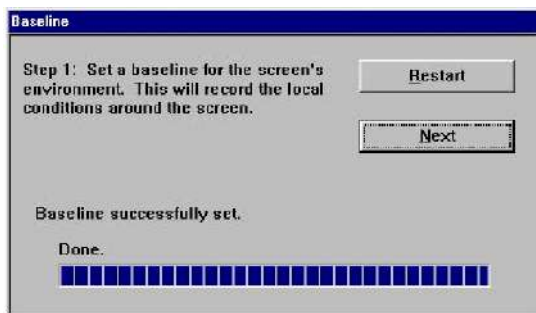 Baseline
Step 1: Set a baseline for the screen's
environment. This will record the local
conditions around the screen.
Restart
Next
Baseline successfully set.
Done.